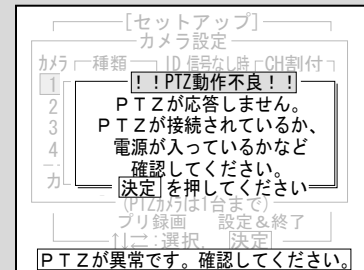 [セットアップ]
カメラ設定
カメラ 種類 ID 信号なし時 CH割付
1
！！PTZ動作不良！！
2
ＰＴＺが応答しません。
3
ＰＴＺが接続されているか、
4
電源が入っているかなど
確認してください。
カ
決定 を押してください
(PTZカメラは1台まで)
プリ録画 設定&終了
↑↓⇄:選択, 決定
ＰＴＺが異常です。確認してください。